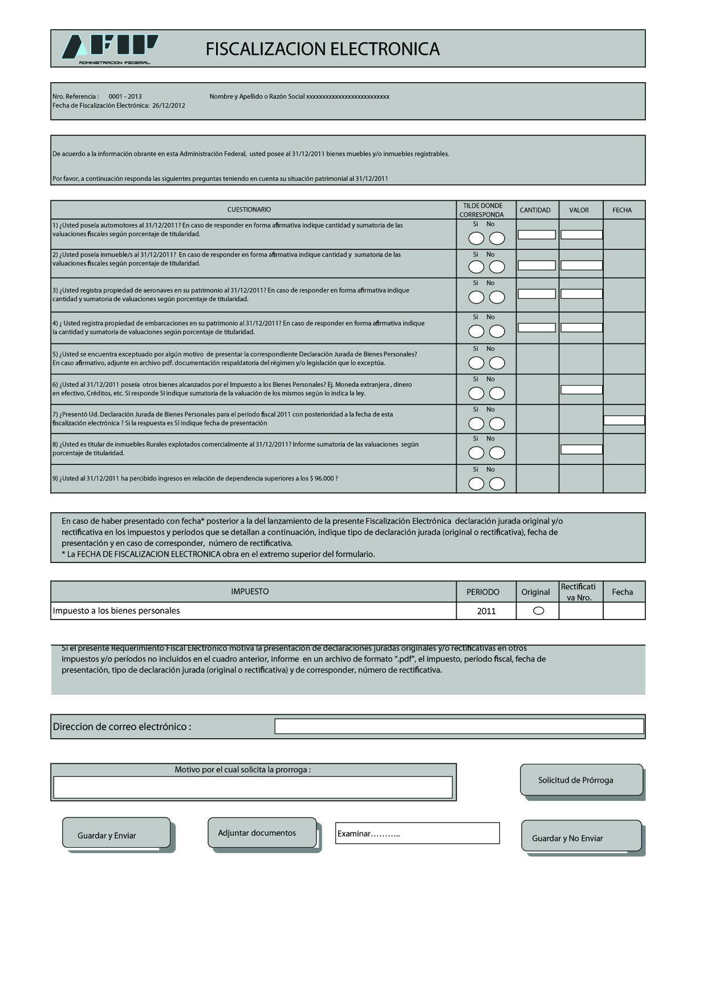 AFIP
ADMINISTRACION FEDERAL
FISCALIZACION ELECTRONICA
Nro. Referencia : 0001 - 2013 Nombre y Apellido o Razón Social xxxxxxxxxxxxxxxxxxxxxxxxxx
Fecha de Fiscalización Electrónica: 26/12/2012
De acuerdo a la información obrante en esta Administración Federal, usted posee al 31/12/2011 bienes muebles y/o inmuebles registrables.
Por favor, a continuación responda las siguientes preguntas teniendo en cuenta su situación patrimonial al 31/12/2011
CUESTIONARIO TILDE DONDE CORRESPONDA CANTIDAD VALOR FECHA
Si No
1) ¿Usted poseía automotores al 31/12/2011? En caso de responder en forma afirmativa indique cantidad y sumatoria de las
valuaciones fiscales según porcentaje de titularidad.
Si No
2) ¿Usted poseía inmueble/s al 31/12/2011? En caso de responder en forma afirmativa indique cantidad y sumatoria de las
valuaciones fiscales según porcentaje de titularidad.
Si No
3) ¿Usted registra propiedad de aeronaves en su patrimonio al 31/12/2011? En caso de responder en forma afirmativa indique
cantidad y sumatoria de valuaciones según porcentaje de titularidad.
Si No
4) ¿ Usted registra propiedad de embarcaciones en su patrimonio al 31/12/2011? En caso de responder en forma afirmativa indique
la cantidad y sumatoria de valuaciones según porcentaje de titularidad.
Si No
5) ¿Usted se encuentra exceptuado por algún motivo de presentar la correspondiente Declaración Jurada de Bienes Personales?
En caso afirmativo, adjunte en archivo pdf. documentación respaldatoria del régimen y/o legislación que lo exceptúa.
Si No
6) ¿Usted al 31/12/2011 poseía otros bienes alcanzados por el Impuesto a los Bienes Personales? Ej. Moneda extranjera , dinero
en efectivo, Créditos, etc. Si responde SI indique sumatoria de la valuación de los mismos según lo indica la ley.
Si No
7) ¿Presentó Ud. Declaración Jurada de Bienes Personales para el período fiscal 2011 con posterioridad a la fecha de esta
fiscalización electrónica ? Si la respuesta es SI indique fecha de presentación
Si No
8) ¿Usted es titular de inmuebles Rurales explotados comercialmente al 31/12/2011? Informe sumatoria de las valuaciones según
porcentaje de titularidad.
Si No
9) ¿Usted al 31/12/2011 ha percibido ingresos en relación de dependencia superiores a los $ 96.000 ?
En caso de haber presentado con fecha* posterior a la del lanzamiento de la presente Fiscalización Electrónica declaración jurada original y/o
rectificativa en los impuestos y períodos que se detallan a continuación, indique tipo de declaración jurada (original o rectificativa), fecha de
presentación y en caso de corresponder, número de rectificativa.
* La FECHA DE FISCALIZACION ELECTRONICA obra en el extremo superior del formulario.
IMPUESTO PERIODO Original Rectificati va Nro. Fecha
Impuesto a los bienes personales 2011
Si el presente Requerimiento Fiscal Electrónico motiva la presentación de declaraciones juradas originales y/o rectificativas en otros
impuestos y/o períodos no incluidos en el cuadro anterior, informe en un archivo de formato “.pdf”, el impuesto, período fiscal, fecha de
presentación, tipo de declaración jurada (original o rectificativa) y de corresponder, número de rectificativa.
Direccion de correo electrónico :
Motivo por el cual solicita la prorroga :
Solicitud de Prórroga
Guardar y Enviar Adjuntar documentos Examinar……….. Guardar y No Enviar